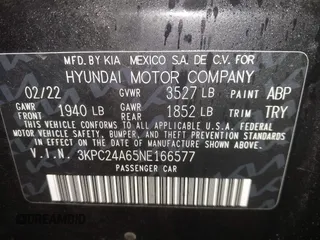 MFD. BY KIA MEXICO S.A. DE C.V. FOR
HYUNDAI MOTOR COMPANY
02/22 GVWR 3527 LB PAINT ABP
GAWR FRONT 1940 LB GAWR REAR 1852 LB TRIM TRY
THIS VEHICLE CONFORMS TO ALL APPLICABLE U.S.A. FEDERAL
MOTOR VEHICLE SAFETY, BUMPER, AND THEFT PREVENTION
STANDARDS IN EFFECT ON THE DATE OF MANUFACTURE SHOWN ABOVE.
V.I.N. 3KPC24A65NE166577
PASSENGER CAR
DREAMBID